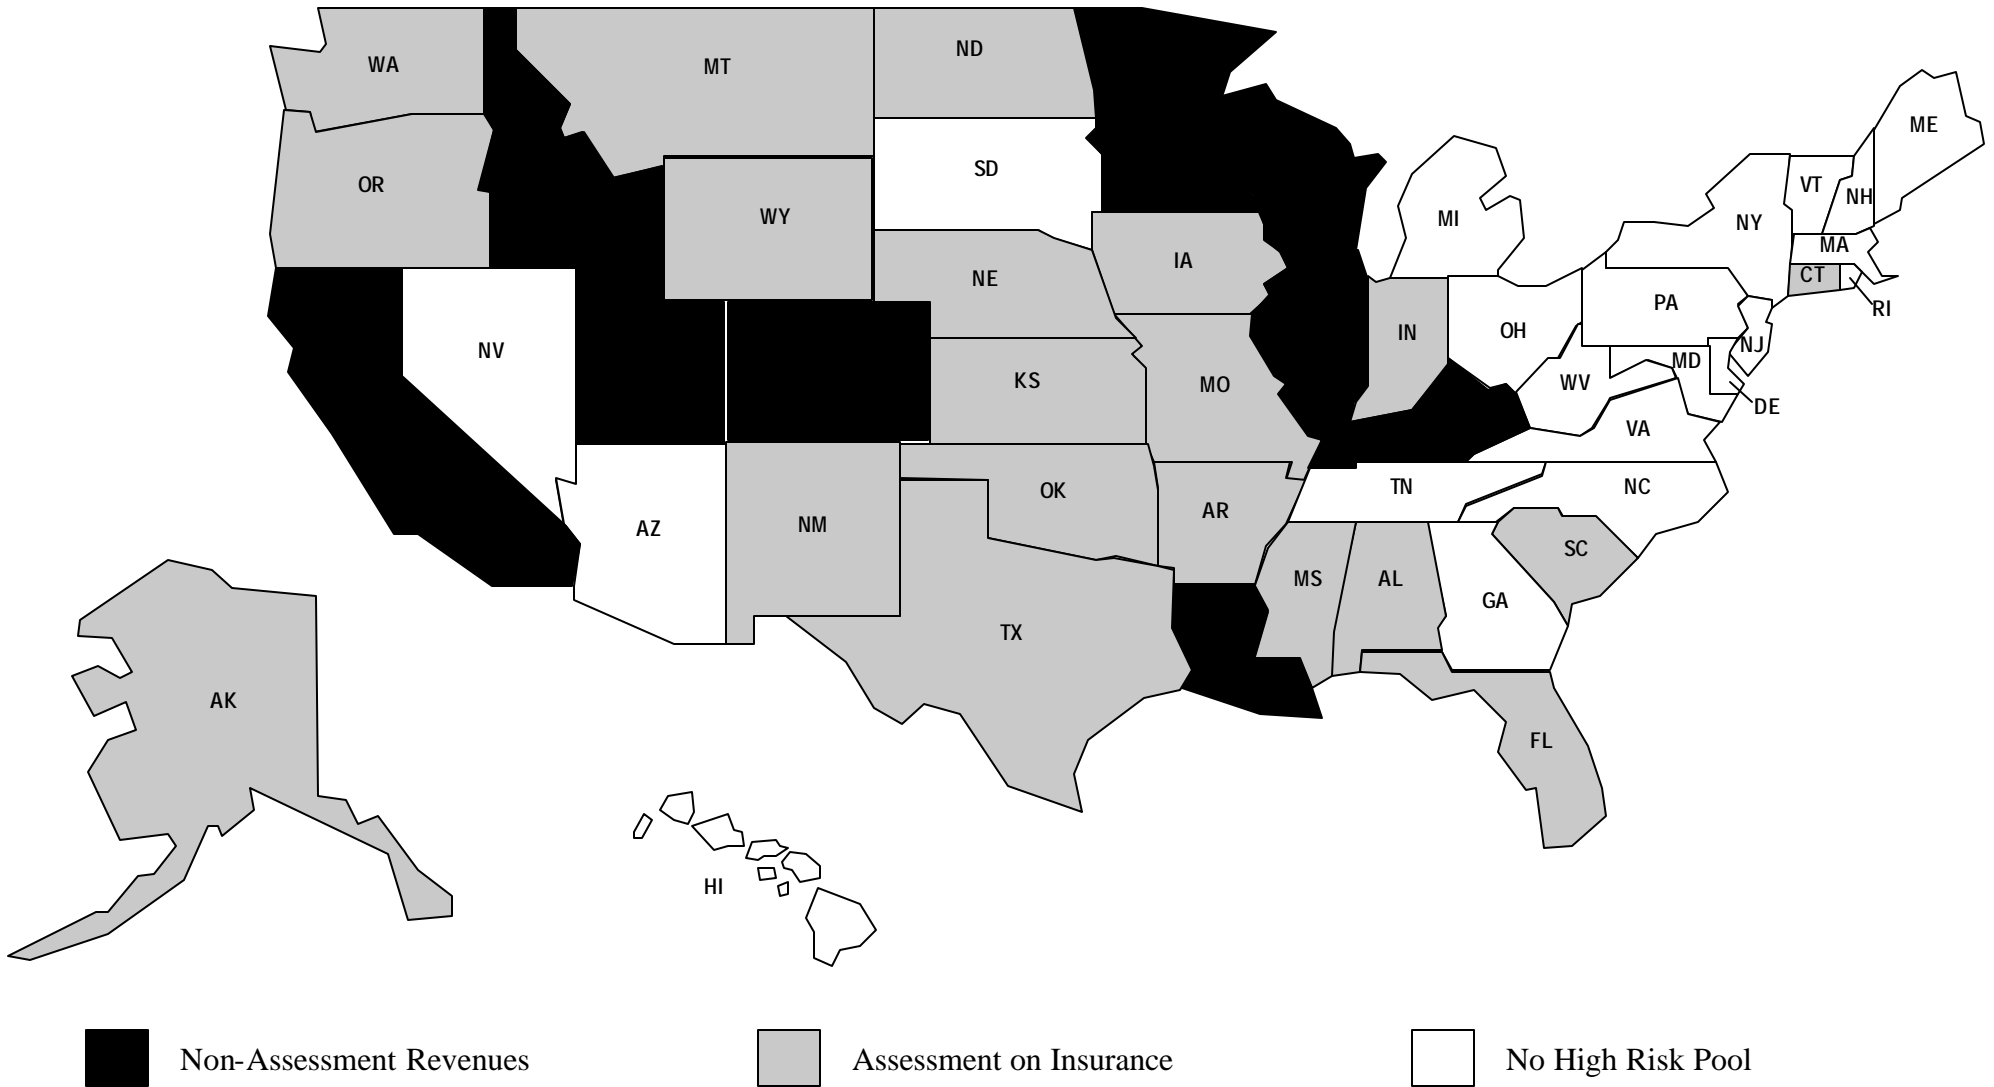 WA
MT
ND
ME
OR
SD
VT
NH
WY
MI
NY
MA
IA
NE
CT
PA
RI
NV
OH
IN
NJ
MD
KS
MO
WV
DE
VA
OK
TN
NC
AZ
NM
AR
SC
MS
AL
GA
TX
AK
FL
HI
Non-Assessment Revenues
Assessment on Insurance
No High Risk Pool